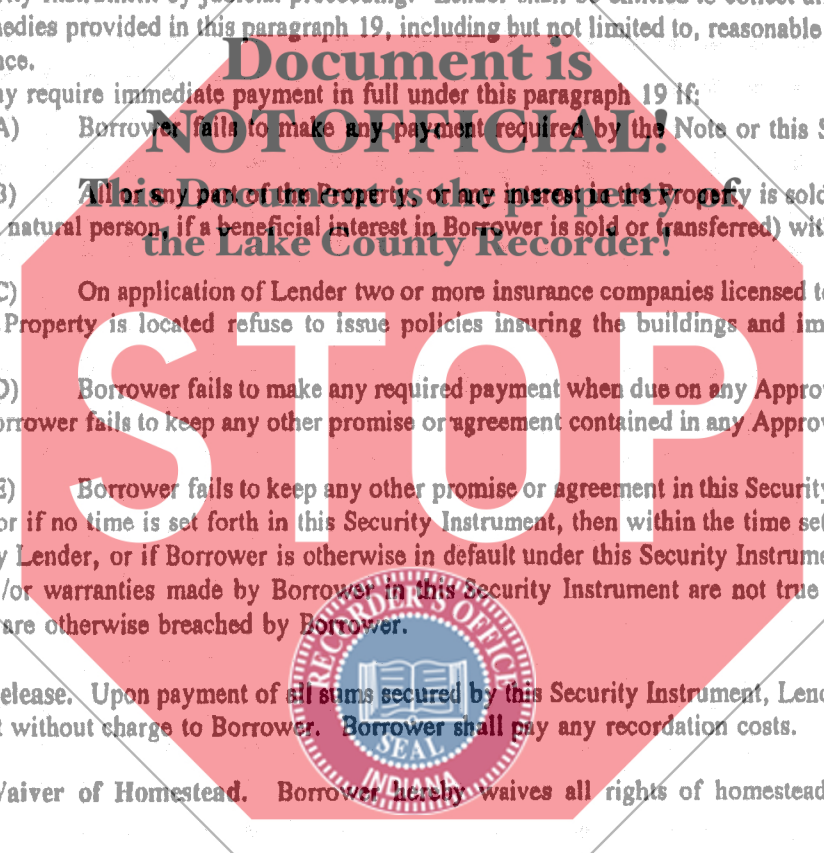 edies provided in this paragraph 19, including but not limited to, reasonable
nce.
Document is
ay require immediate payment in full under this paragraph 19 if:
NOT OFFICIAL!
A) Borrower fails to make any payment required by the Note or this S
This Document is the property of
B) All or any part of the Property, or any interest in the Property is sold
the Lake County Recorder!
natural person, if a beneficial interest in Borrower is sold or transferred) wit
C) On application of Lender two or more insurance companies licensed t
Property is located refuse to issue policies insuring the buildings and im
STOP
D) Borrower fails to make any required payment when due on any Approv
orrower fails to keep any other promise or agreement contained in any Approv
E) Borrower fails to keep any other promise or agreement in this Security
or if no time is set forth in this Security Instrument, then within the time set
y Lender, or if Borrower is otherwise in default under this Security Instrume
/or warranties made by Borrower in this Security Instrument are not true
are otherwise breached by Borrower.
RECORDER'S OFFICE
SEAL
INDIANA
elease. Upon payment of all sums secured by this Security Instrument, Lend
t without charge to Borrower. Borrower shall pay any recordation costs.
Vaiver of Homestead. Borrower hereby waives all rights of homestead